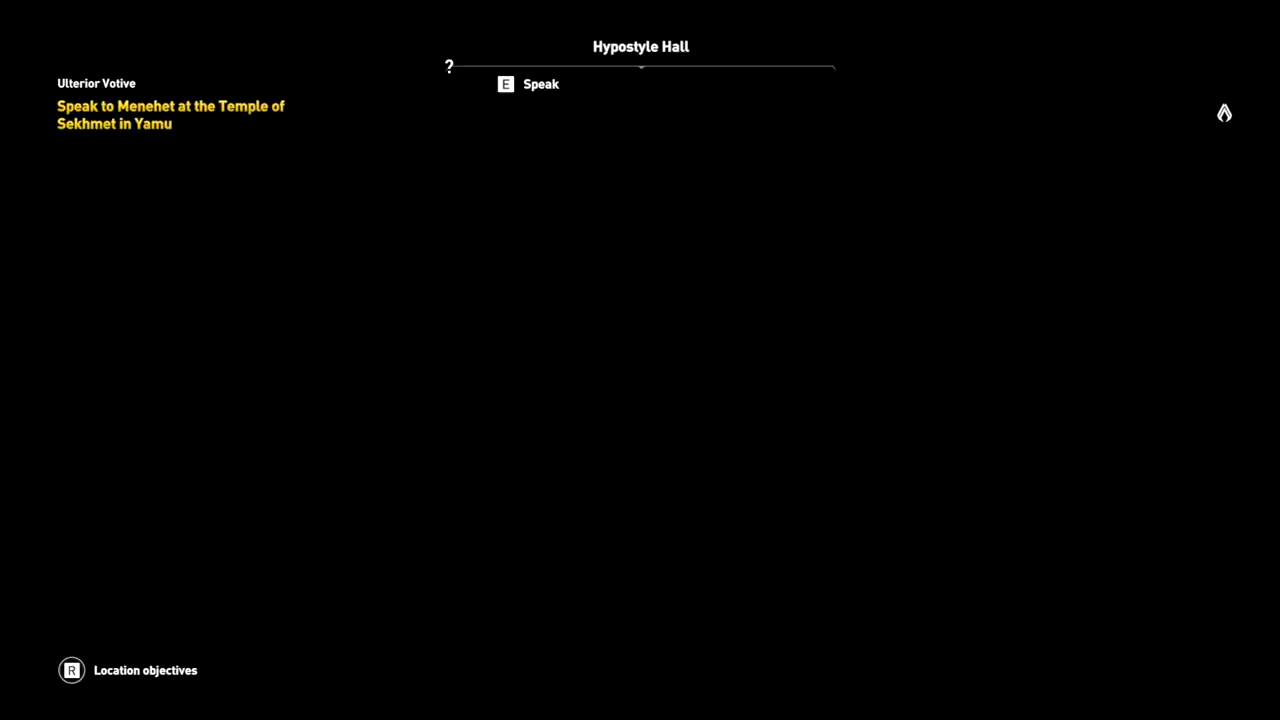 Hypostyle Hall
?
E Speak
Ulterior Votive
Speak to Menehet at the Temple of
Sekhmet in Yamu
R Location objectives